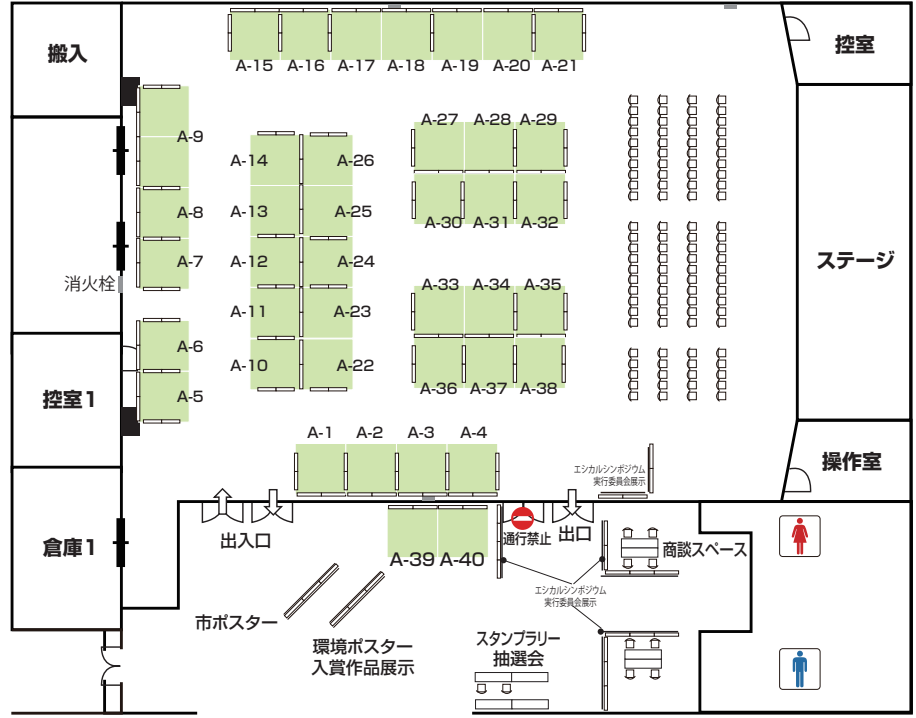 搬入
控室
A-15
A-16
A-17
A-18
A-19
A-20
A-21
A-9
A-8
A-7
A-6
A-5
A-14
A-26
A-13
A-25
A-12
A-24
A-11
A-23
A-10
A-22
A-27
A-28
A-29
A-30
A-31
A-32
A-33
A-34
A-35
A-36
A-37
A-38
ステージ
消火栓
控室1
A-1
A-2
A-3
A-4
エシカルシンポジウム
実行委員会展示
操作室
倉庫1
出入口
A-39
A-40
通行禁止
出口
商談スペース
エシカルシンポジウム
実行委員会展示
市ポスター
環境ポスター
入賞作品展示
スタンプラリー
抽選会